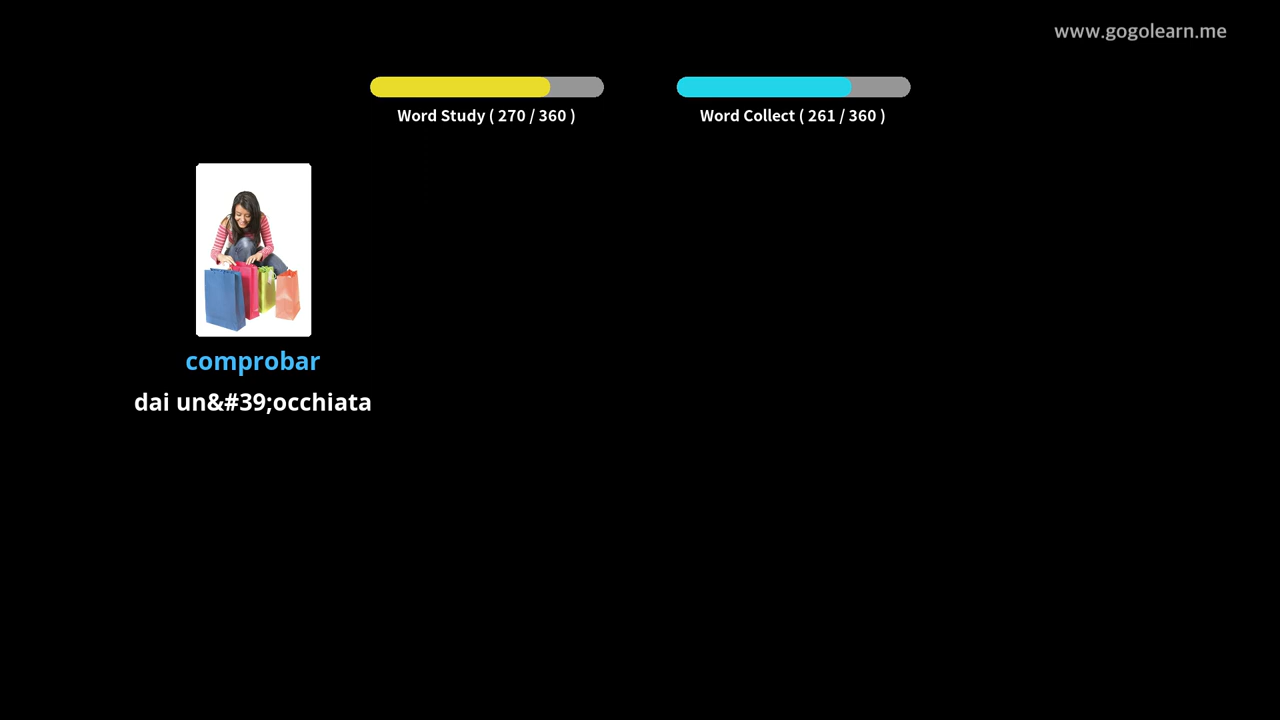 www.gogolearn.me
Word Study ( 270 / 360 )
Word Collect ( 261 / 360 )
comprobar
dai un&#39;occhiata